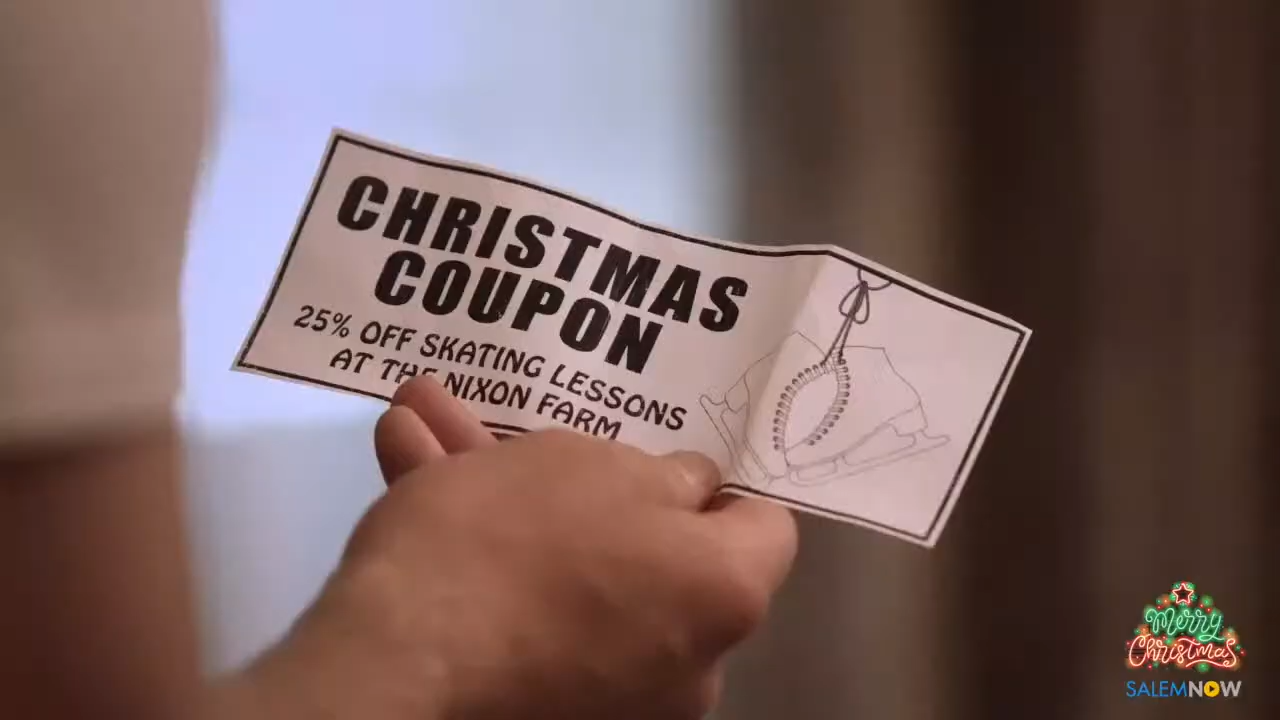 CHRISTMAS
COUPON
25% OFF SKATING LESSONS
AT THE NIXON FARM
Merry
Christmas
SALEMNOW